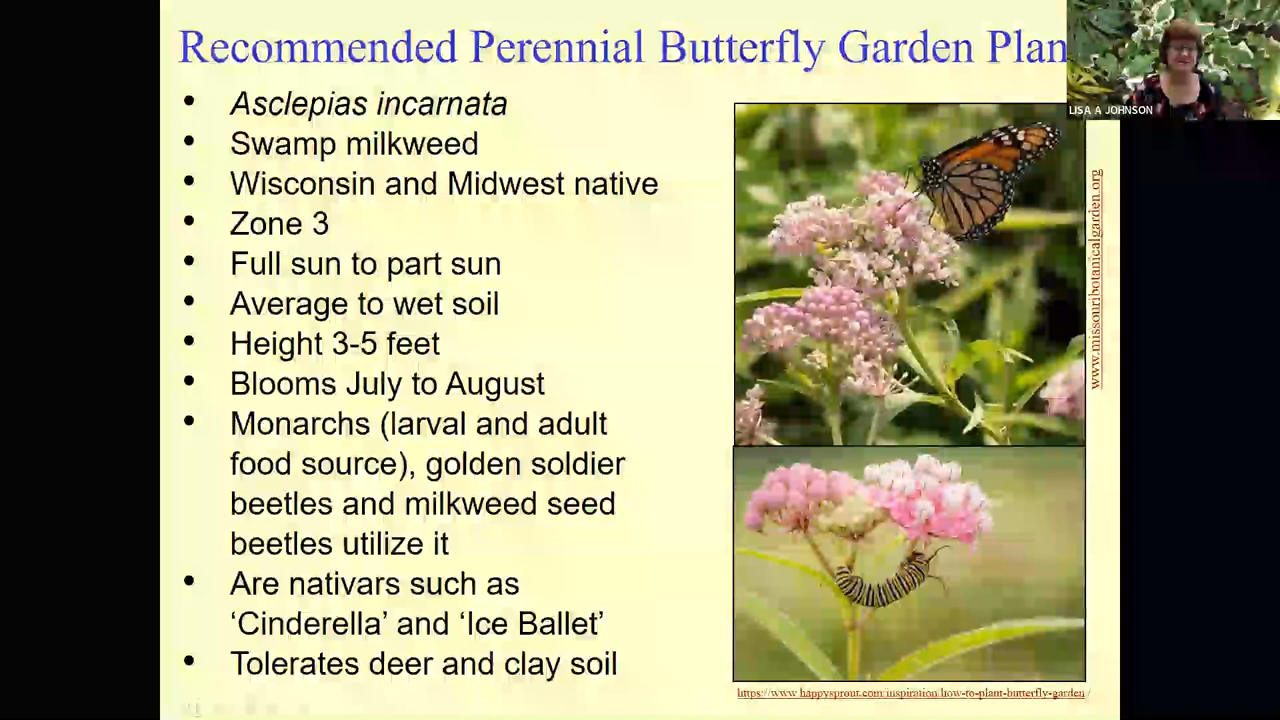 Recommended Perennial Butterfly Garden Plan
LISA A JOHNSON
• Asclepias incarnata
• Swamp milkweed
• Wisconsin and Midwest native
• Zone 3
• Full sun to part sun
• Average to wet soil
• Height 3-5 feet
• Blooms July to August
• Monarchs (larval and adult
food source), golden soldier
beetles and milkweed seed
beetles utilize it
• Are nativars such as
‘Cinderella’ and ‘Ice Ballet’
• Tolerates deer and clay soil
www.missouribotanicalgarden.org
https://www.happysprout.com/inspiration/how-to-plant-butterfly-garden/